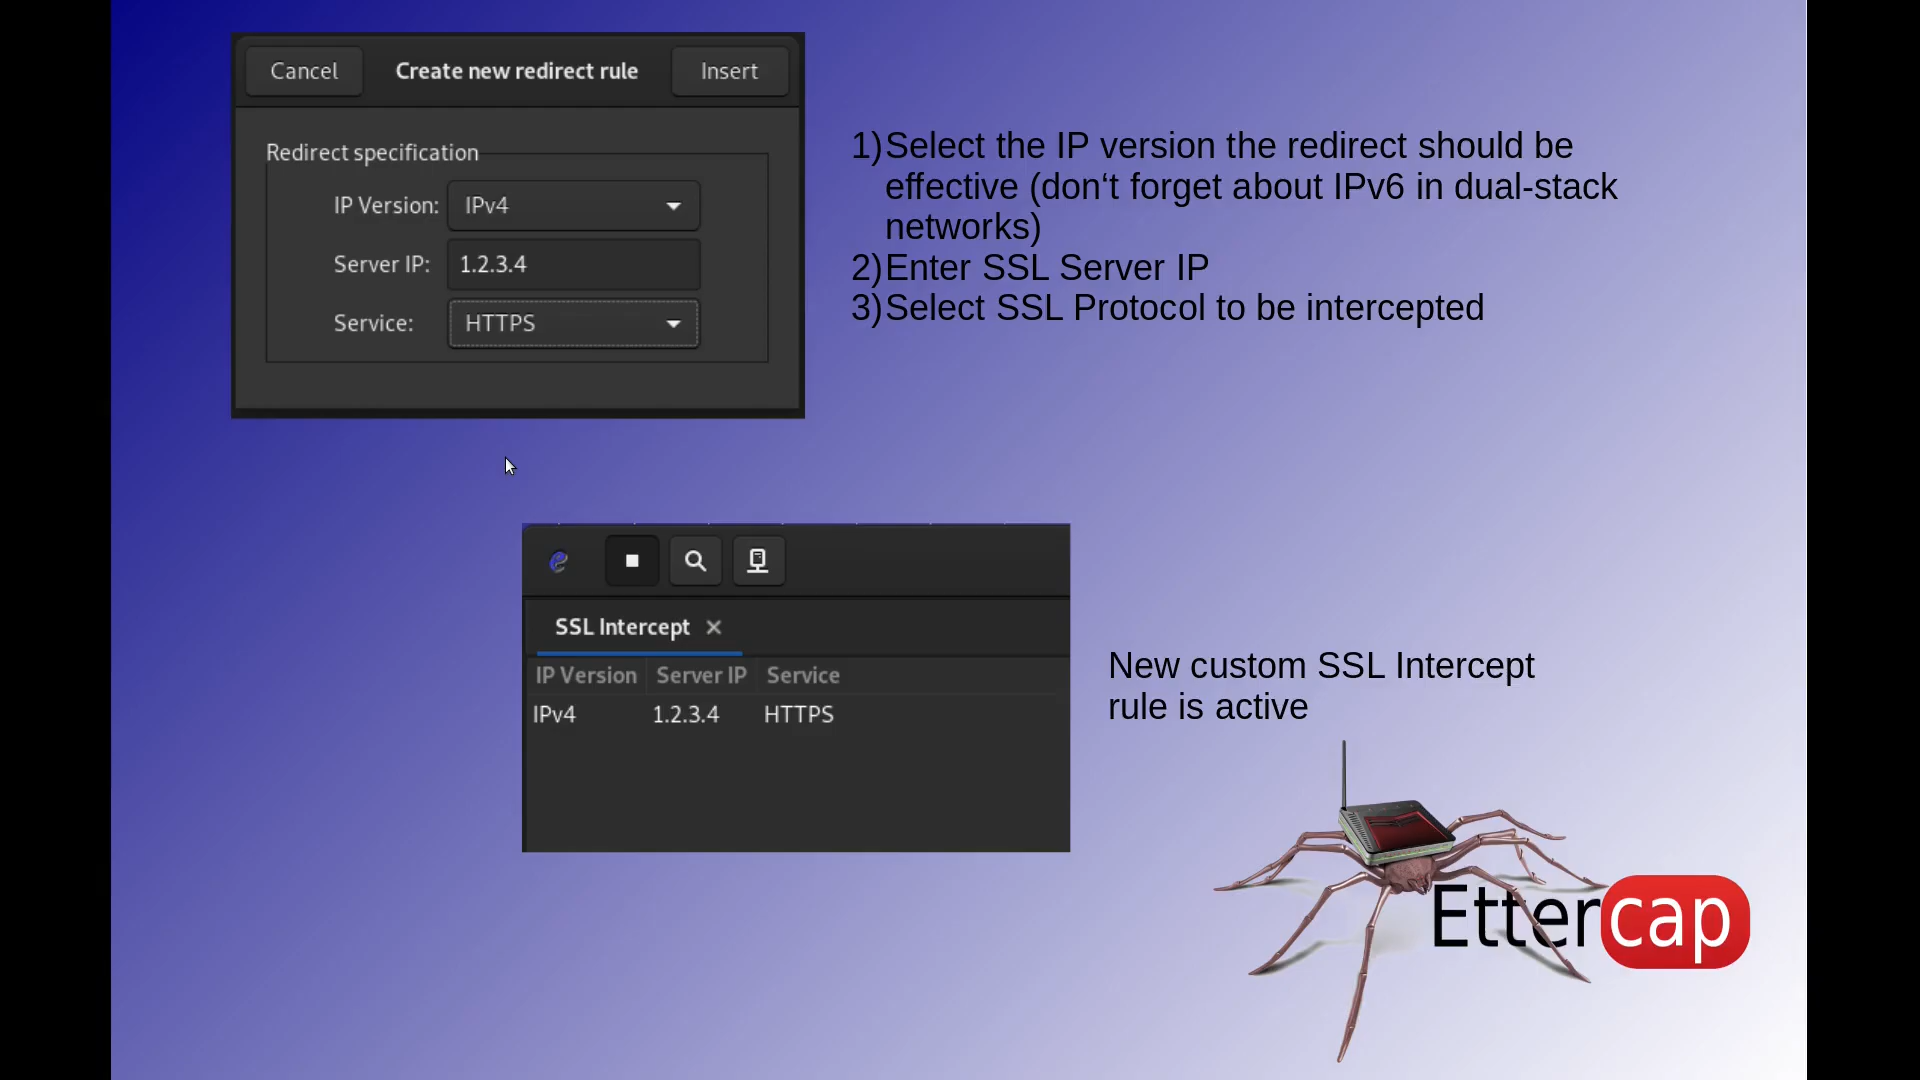 Cancel Create new redirect rule Insert
Redirect specification
IP Version: IPv4
Server IP: 1.2.3.4
Service: HTTPS
1)Select the IP version the redirect should be
effective (don‘t forget about IPv6 in dual-stack
networks)
2)Enter SSL Server IP
3)Select SSL Protocol to be intercepted
SSL Intercept
IP Version Server IP Service
IPv4 1.2.3.4 HTTPS
New custom SSL Intercept
rule is active
Ettercap